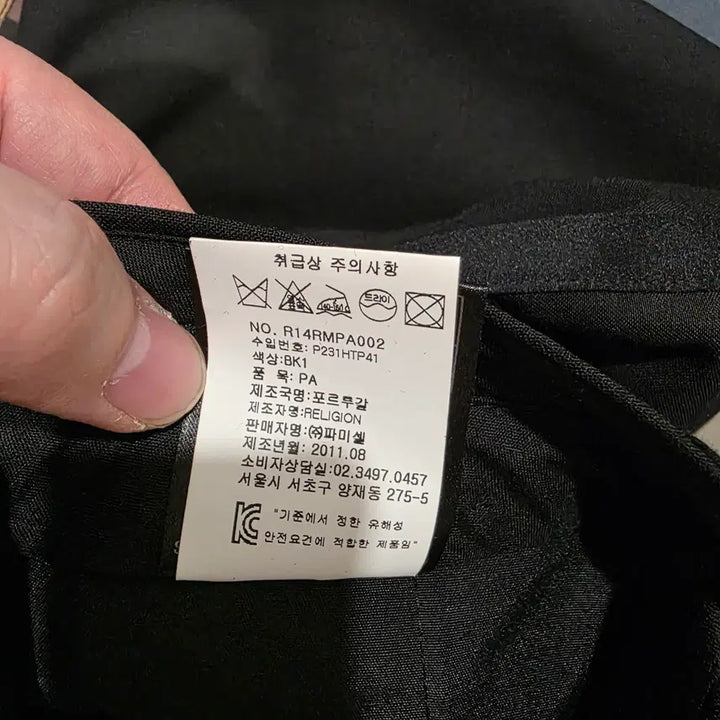 취급상 주의사항
드라이
NO. R14RMPA002
수입번호: P231HTP41
색상:BK1
품 목: PA
제조국명:포르투갈
제조자명:RELIGION
판매자명:㈜파미셀
제조년월: 2011.08
소비자상담실:02.3497.0457
서울시 서초구 양재동 275-5
"기준에서 정한 유해성
안전요건에 적합한 제품임"